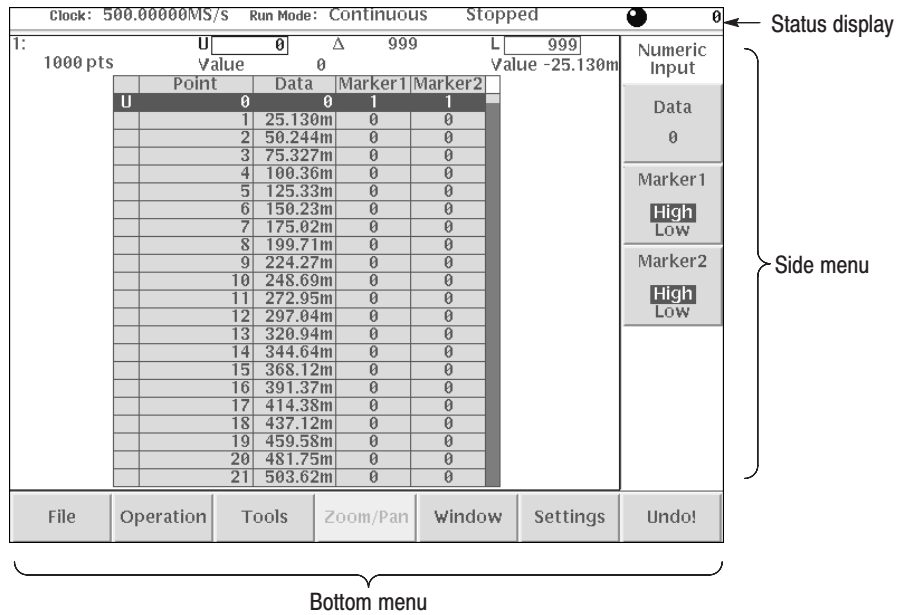 Clock: 500.00000MS/s Run Mode: Continuous Stopped 0
Status display
1: U 0 Δ 999 L 999
1000 pts Value 0 Value -25.130m
Numeric
Input
Point Data Marker1 Marker2
U 0 0 1 1
1 25.130m 0 0
2 50.244m 0 0
3 75.327m 0 0
4 100.36m 0 0
5 125.33m 0 0
6 150.23m 0 0
7 175.02m 0 0
8 199.71m 0 0
9 224.27m 0 0
10 248.69m 0 0
11 272.95m 0 0
12 297.04m 0 0
13 320.94m 0 0
14 344.64m 0 0
15 368.12m 0 0
16 391.37m 0 0
17 414.38m 0 0
18 437.12m 0 0
19 459.58m 0 0
20 481.75m 0 0
21 503.62m 0 0
Data
0
Marker1
High
Low
Marker2
High
Low
Side menu
File Operation Tools Zoom/Pan Window Settings Undo!
Bottom menu